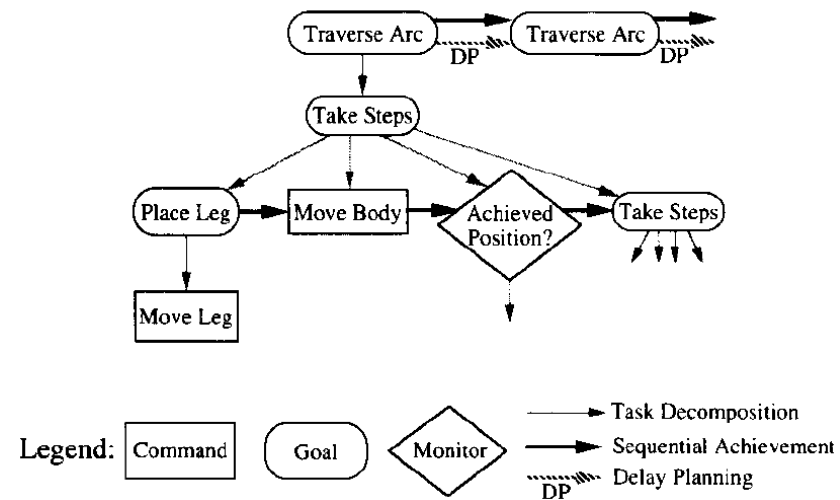 Traverse Arc
DP
Traverse Arc
DP
Take Steps
Place Leg
Move Body
Achieved
Position?
Take Steps
Move Leg
Legend:
Command
Goal
Monitor
Task Decomposition
Sequential Achievement
DP
Delay Planning